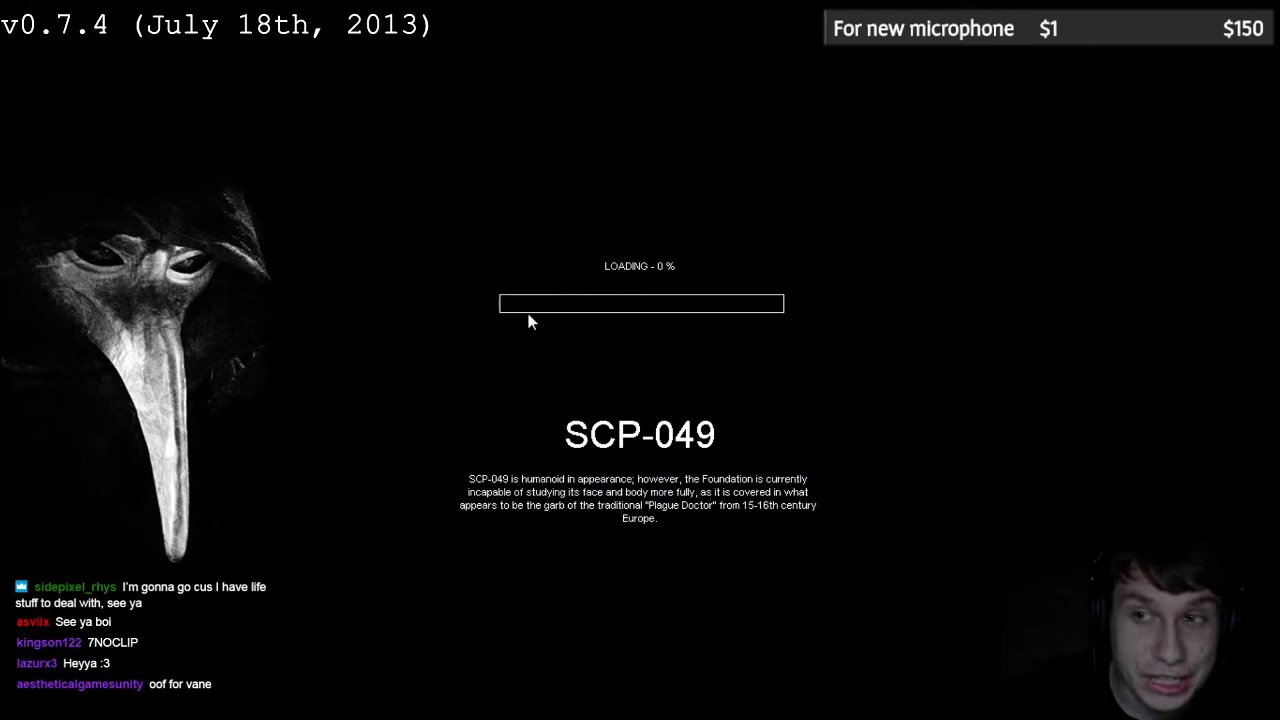 v0.7.4 (July 18th, 2013)
For new microphone $1 $150
LOADING - 0 %
SCP-049
SCP-049 is humanoid in appearance; however, the Foundation is currently
incapable of studying its face and body more fully, as it is covered in what
appears to be the garb of the traditional "Plague Doctor" from 15-16th century
Europe.
sidepixel_rhys I'm gonna go cus I have life
stuff to deal with, see ya
asviix See ya boi
kingson122 7NOCLIP
lazurx3 Heyya :3
aestheticalgamesunity oof for vane